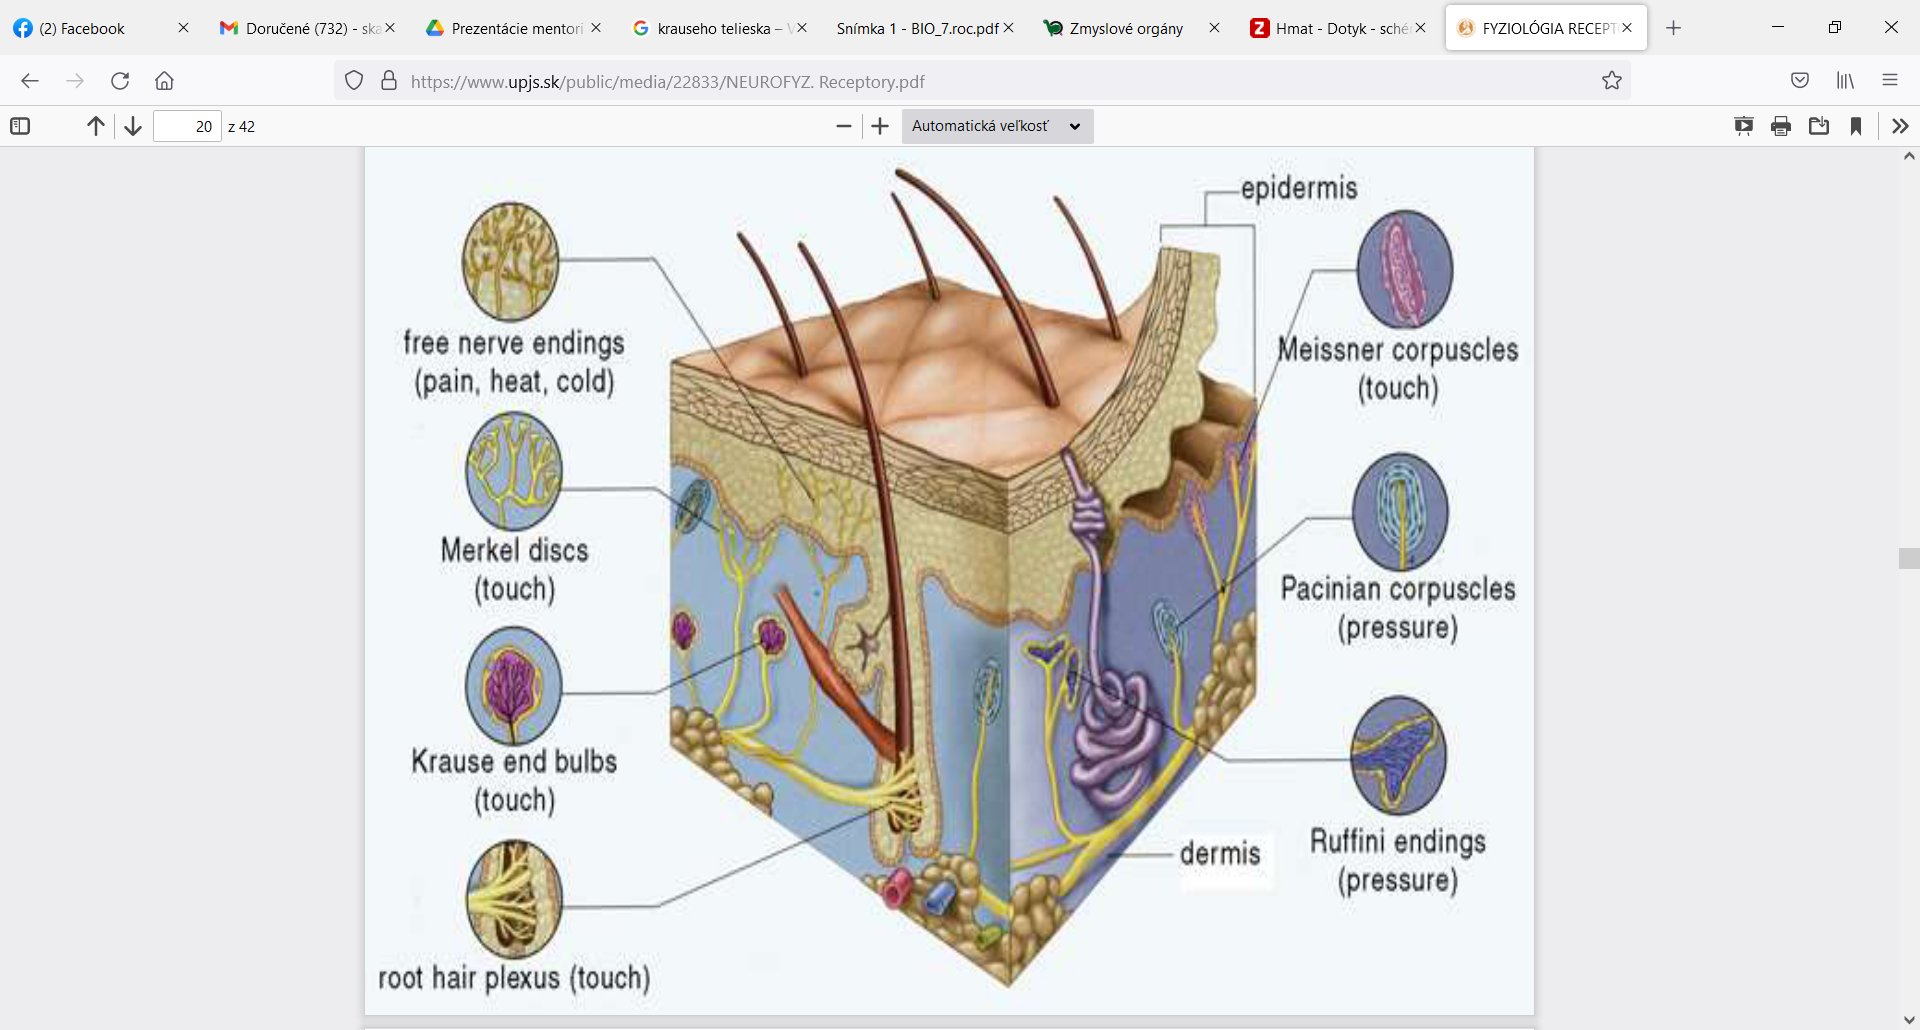 (2) Facebook
Doručené (732) - ska
Prezentácie mentori
krauseho telieska – V
Snímka 1 - BIO_7.roc.pdf
Zmyslové orgány
Hmat - Dotyk - sché
FYZIOLÓGIA RECEPT
https://www.upjs.sk/public/media/22833/NEUROFYZ. Receptory.pdf
20 z 42
Automatická veľkosť
epidermis
free nerve endings
(pain, heat, cold)
Meissner corpuscles
(touch)
Merkel discs
(touch)
Pacinian corpuscles
(pressure)
Krause end bulbs
(touch)
Ruffini endings
(pressure)
dermis
root hair plexus (touch)